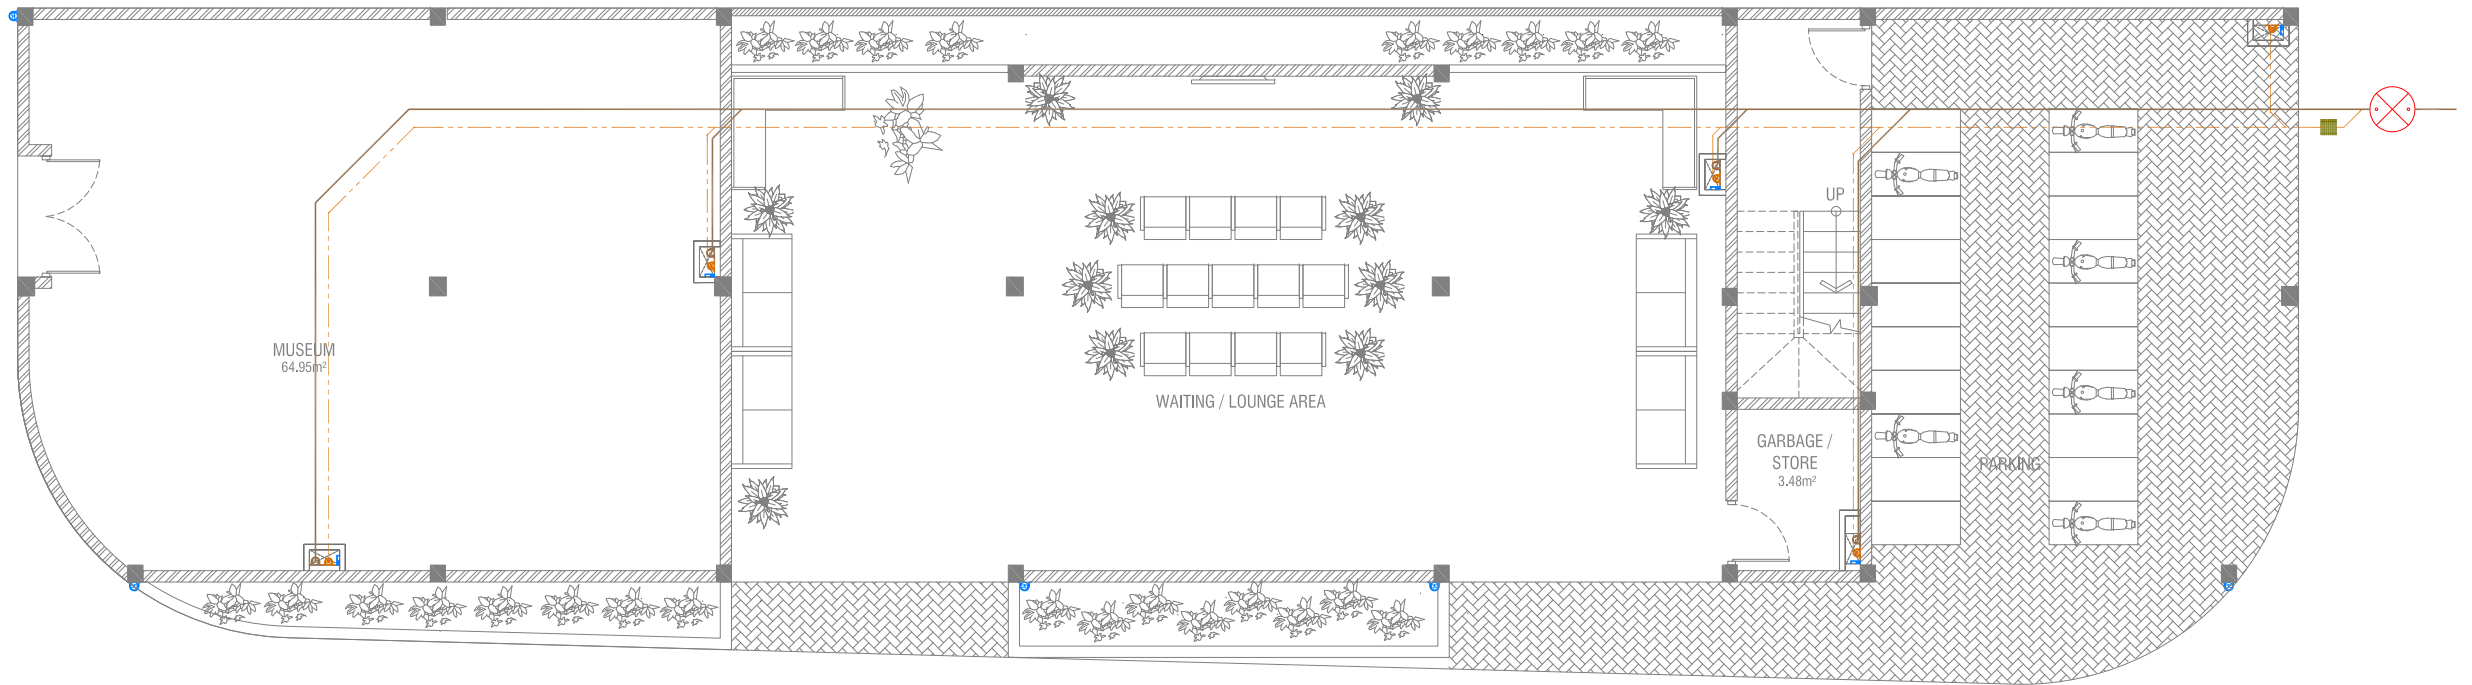 UP
MUSEUM
64.95m²
WAITING / LOUNGE AREA
GARBAGE /
STORE
3.48m²
PARKING